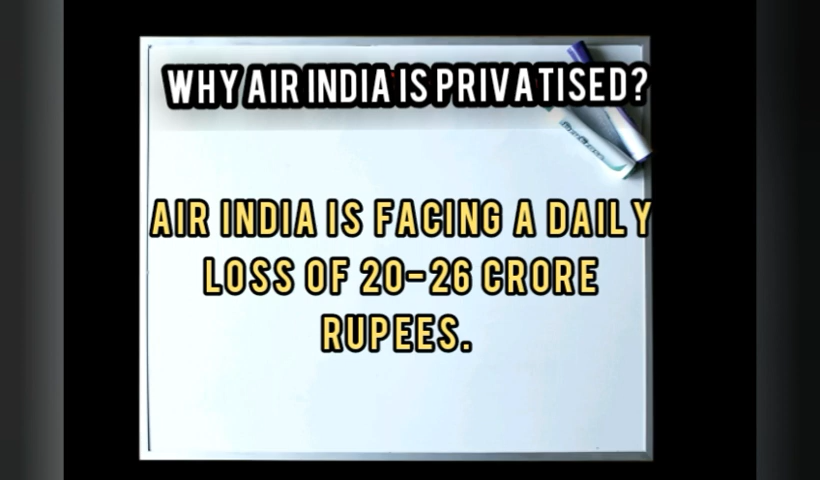 WHY AIR INDIA IS PRIVATISED?
AIR INDIA IS FACING A DAILY
LOSS OF 20-26 CRORE
RUPEES.